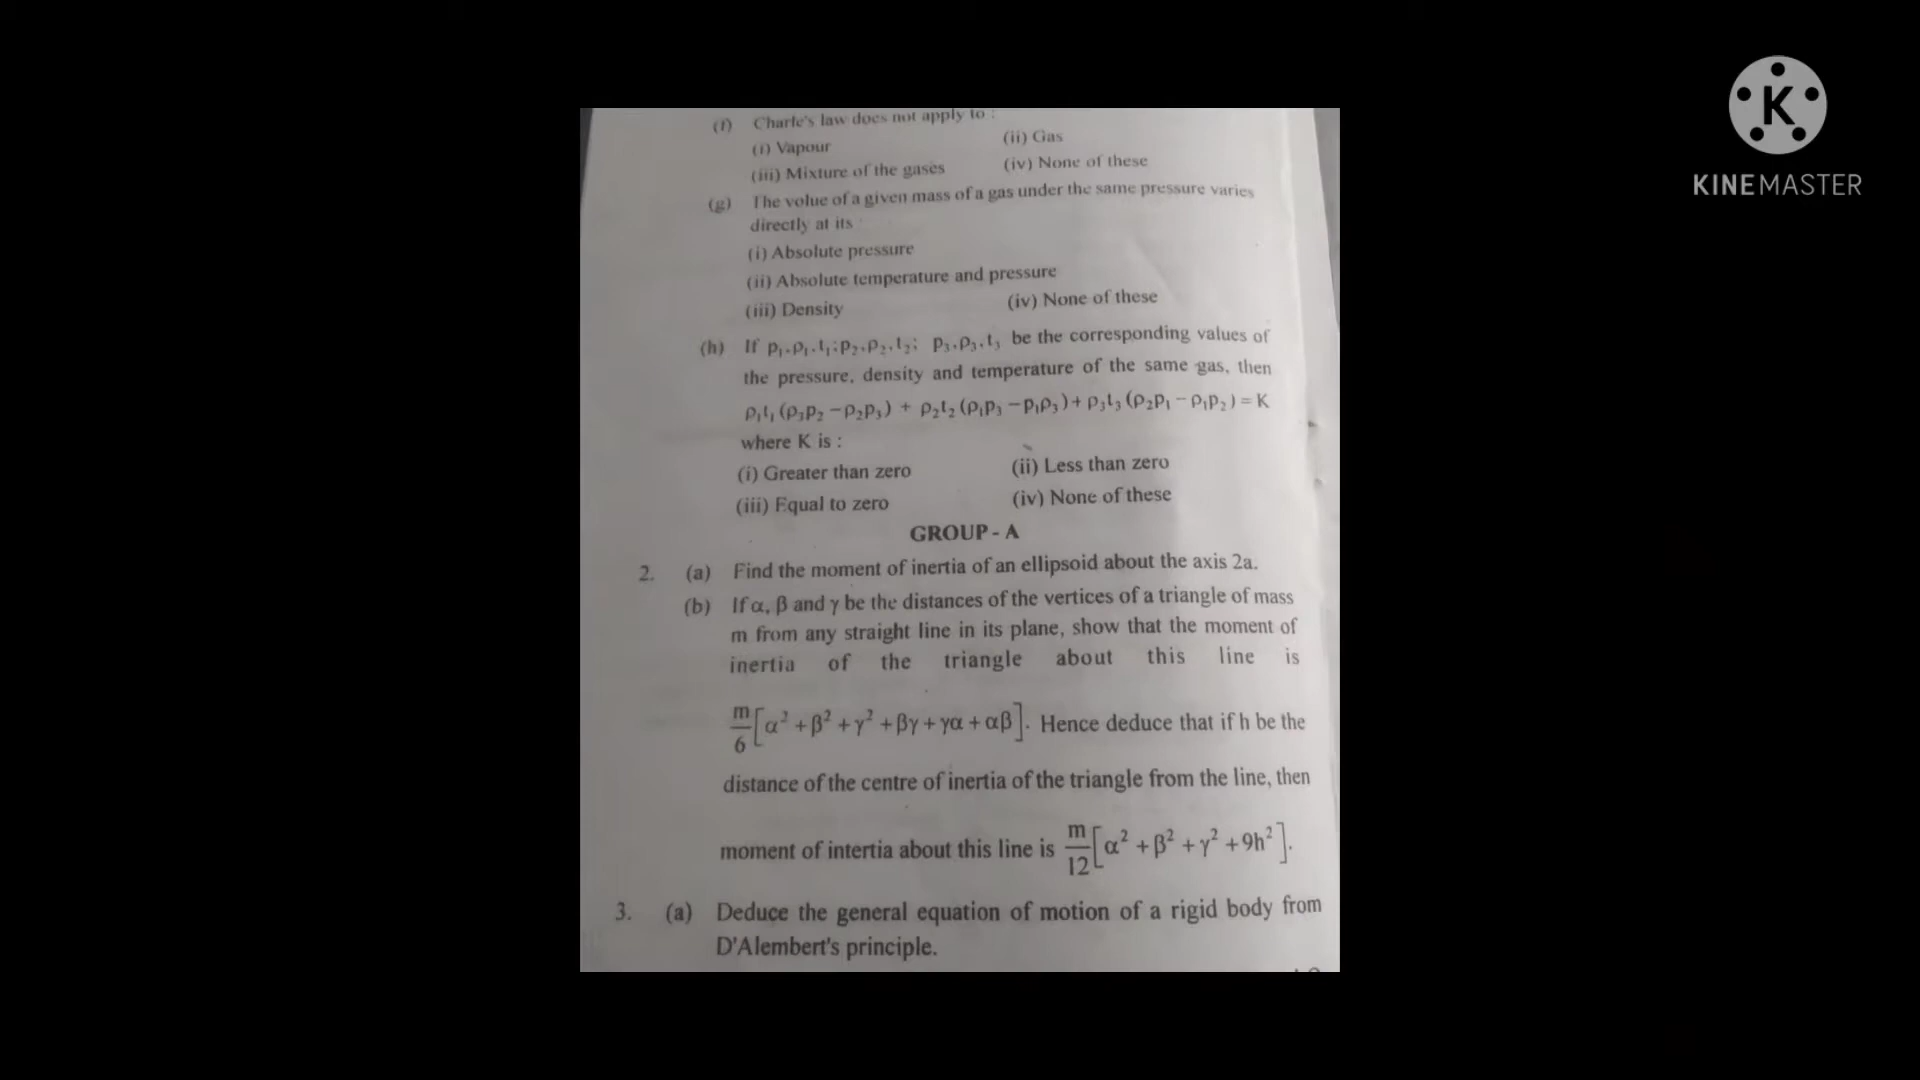 K
KINEMASTER
(f) Charle's law does not apply to :
(i) Vapour (ii) Gas
(iii) Mixture of the gases (iv) None of these
(g) The volue of a given mass of a gas under the same pressure varies
directly at its
(i) Absolute pressure
(ii) Absolute temperature and pressure
(iii) Density (iv) None of these
(h) If p₁,ρ₁,t₁;p₂,ρ₂,t₂; p₃,ρ₃,t₃ be the corresponding values of
the pressure, density and temperature of the same gas, then
ρ₁t₁(ρ₃p₂ − ρ₂p₃) + ρ₂t₂(ρ₁p₃ − p₁ρ₃) + ρ₃t₃(ρ₂p₁ − ρ₁p₂) = K
where K is :
(i) Greater than zero (ii) Less than zero
(iii) Equal to zero (iv) None of these
GROUP - A
2. (a) Find the moment of inertia of an ellipsoid about the axis 2a.
(b) If α, β and γ be the distances of the vertices of a triangle of mass
m from any straight line in its plane, show that the moment of
inertia of the triangle about this line is
m/6 [α² + β² + γ² + βγ + γα + αβ]. Hence deduce that if h be the
distance of the centre of inertia of the triangle from the line, then
moment of intertia about this line is m/12 [α² + β² + γ² + 9h²].
3. (a) Deduce the general equation of motion of a rigid body from
D'Alembert's principle.